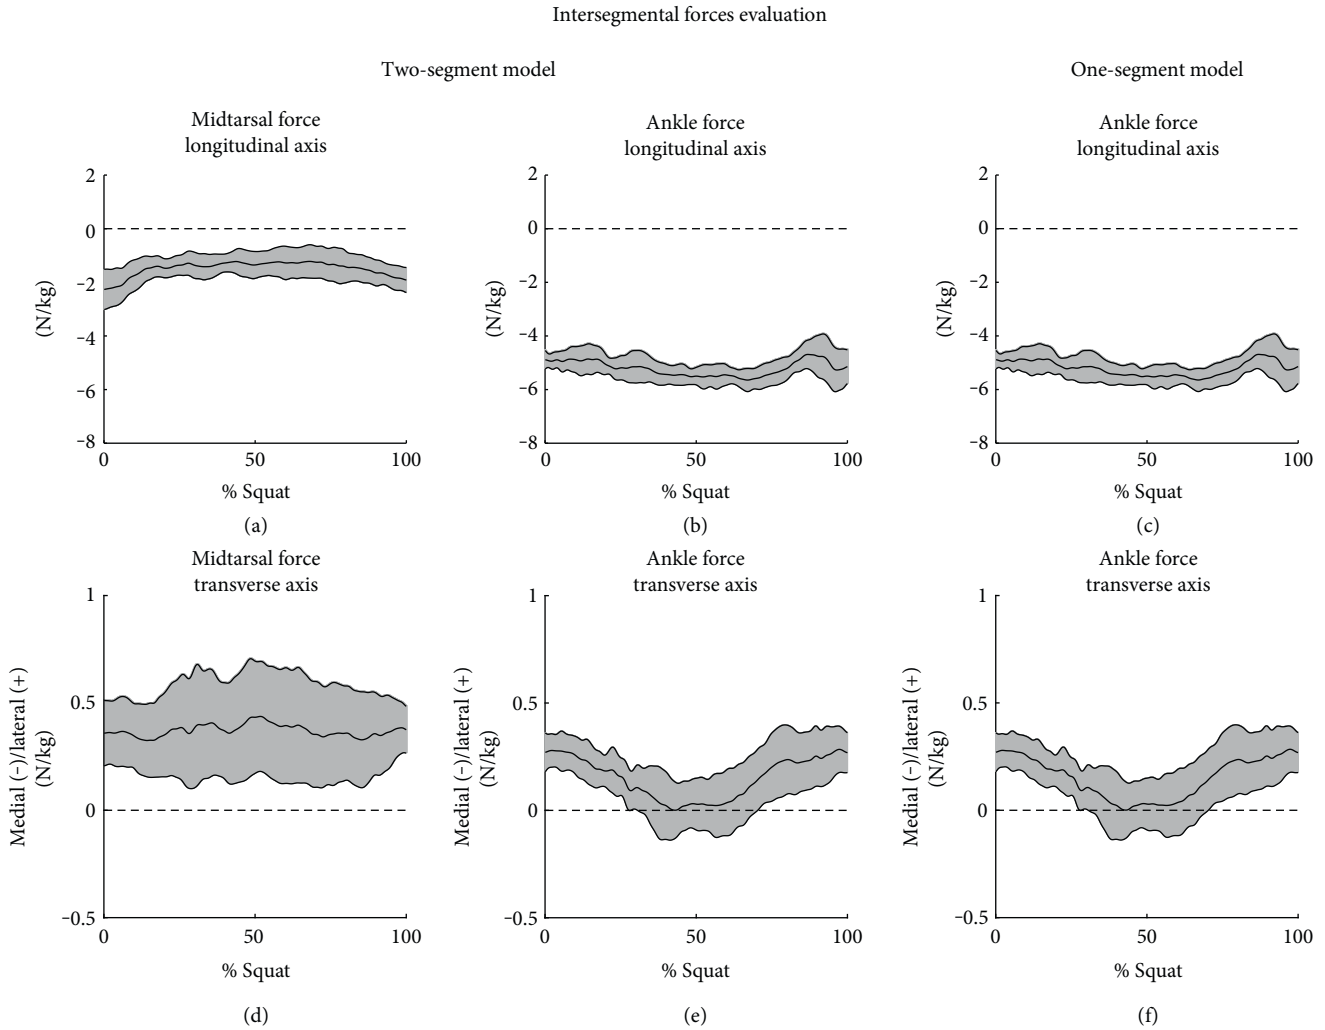 Intersegmental forces evaluation
Two-segment model
One-segment model
Midtarsal force
longitudinal axis
2
0
−2
−4
−6
−8
(N/kg)
0
50
100
% Squat
(a)
Ankle force
longitudinal axis
2
0
−2
−4
−6
−8
(N/kg)
0
50
100
% Squat
(b)
Ankle force
longitudinal axis
2
0
−2
−4
−6
−8
(N/kg)
0
50
100
% Squat
(c)
Midtarsal force
transverse axis
1
0.5
0
−0.5
Medial (−)/lateral (+)
(N/kg)
0
50
100
% Squat
(d)
Ankle force
transverse axis
1
0.5
0
−0.5
Medial (−)/lateral (+)
(N/kg)
0
50
100
% Squat
(e)
Ankle force
transverse axis
1
0.5
0
−0.5
Medial (−)/lateral (+)
(N/kg)
0
50
100
% Squat
(f)